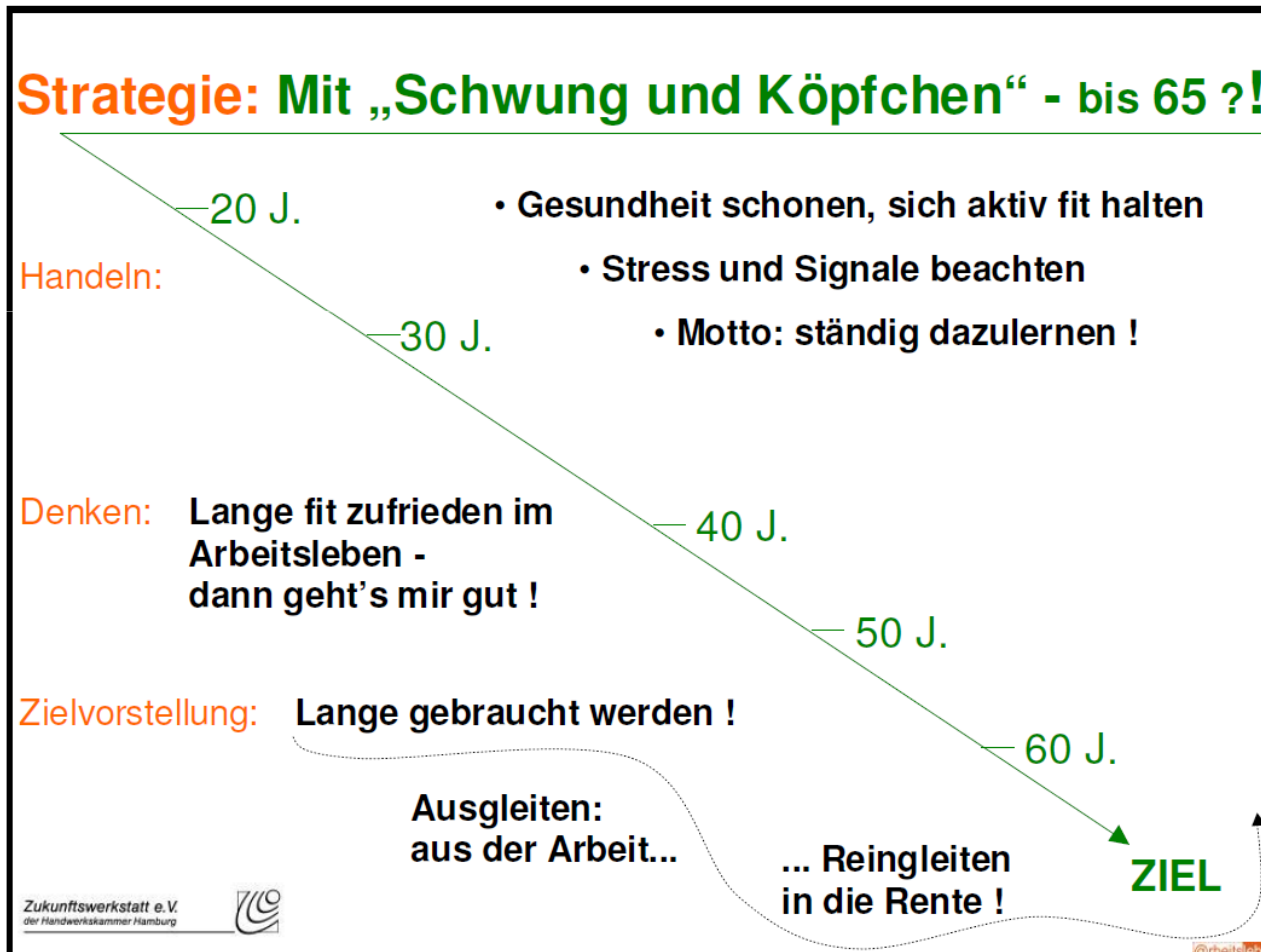 Strategie: Mit „Schwung und Köpfchen“ - bis 65 ?!
20 J.
• Gesundheit schonen, sich aktiv fit halten
Handeln:
• Stress und Signale beachten
30 J.
• Motto: ständig dazulernen !
Denken: Lange fit zufrieden im
Arbeitsleben -
dann geht’s mir gut !
40 J.
50 J.
Zielvorstellung: Lange gebraucht werden !
60 J.
Ausgleiten:
aus der Arbeit...
... Reingleiten
in die Rente !
ZIEL
Zukunftswerkstatt e.V.
der Handwerkskammer Hamburg